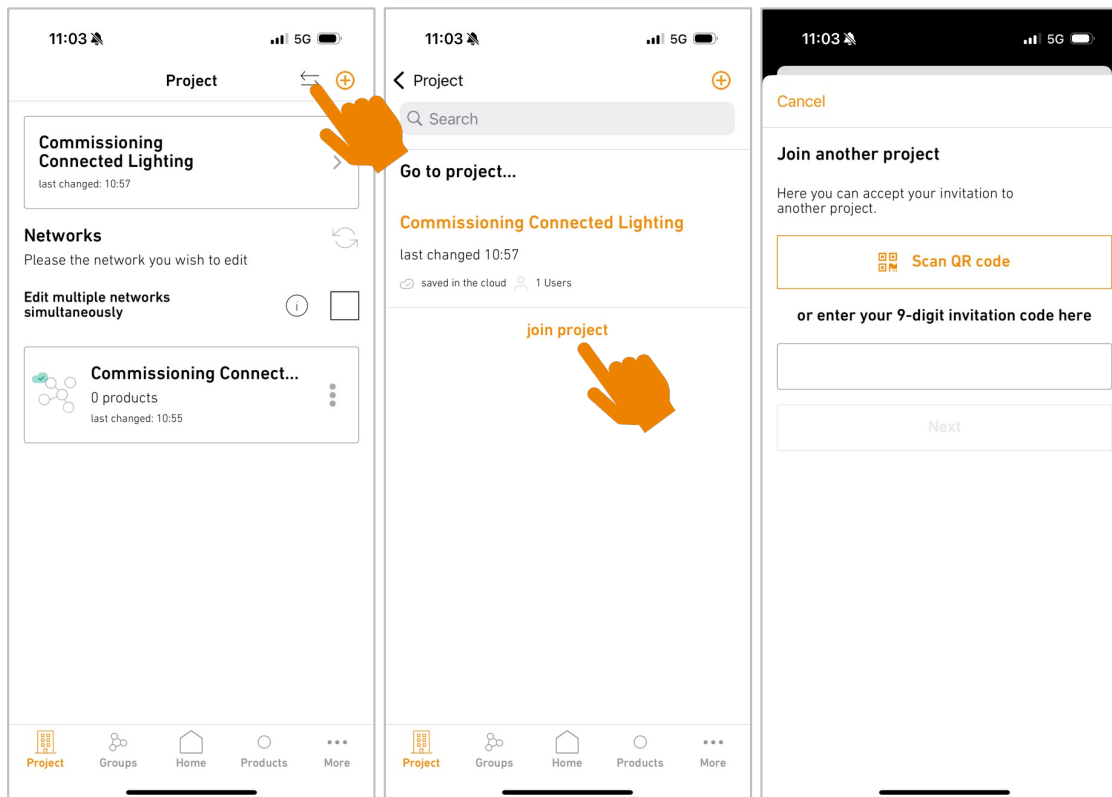 11:03
5G
Project
Commissioning
Connected Lighting
last changed: 10:57
Networks
Please the network you wish to edit
Edit multiple networks
simultaneously
i
Commissioning Connect...
0 products
last changed: 10:55
Project
Groups
Home
Products
More
11:03
5G
Project
Search
Go to project...
Commissioning Connected Lighting
last changed 10:57
saved in the cloud
1 Users
join project
Project
Groups
Home
Products
More
11:03
5G
Cancel
Join another project
Here you can accept your invitation to
another project.
Scan QR code
or enter your 9-digit invitation code here
Next